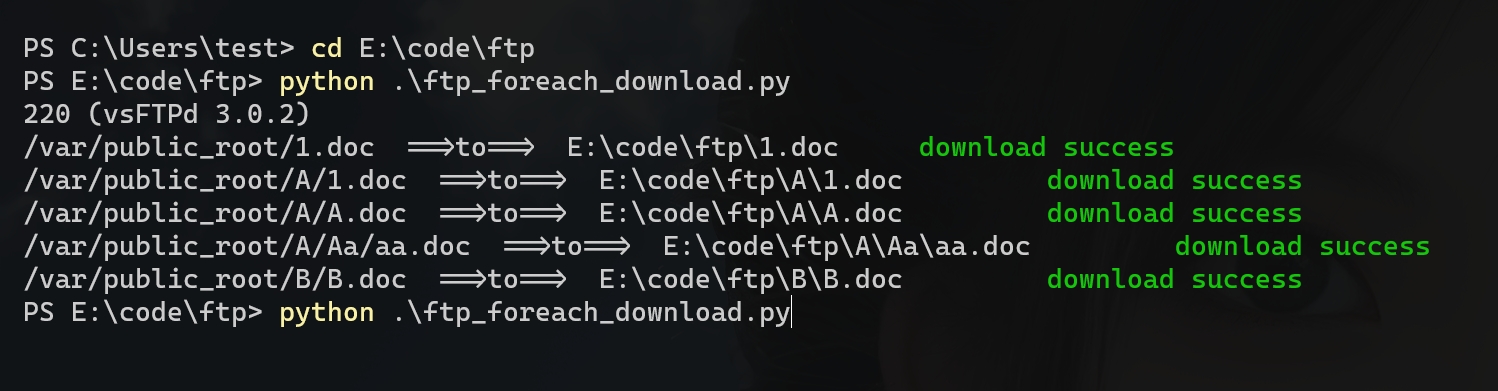 PS C:\Users\test> cd E:\code\ftp
PS E:\code\ftp> python .\ftp_foreach_download.py
220 (vsFTPd 3.0.2)
/var/public_root/1.doc  ==>to==>  E:\code\ftp\1.doc     download success
/var/public_root/A/1.doc  ==>to==>  E:\code\ftp\A\1.doc         download success
/var/public_root/A/A.doc  ==>to==>  E:\code\ftp\A\A.doc         download success
/var/public_root/A/Aa/aa.doc  ==>to==>  E:\code\ftp\A\Aa\aa.doc         download success
/var/public_root/B/B.doc  ==>to==>  E:\code\ftp\B\B.doc         download success
PS E:\code\ftp> python .\ftp_foreach_download.py